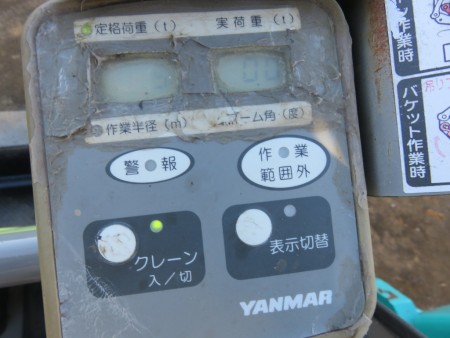 定格荷重(t) 実荷重(t)
作業半径(m) ブーム角(度)
警報
作業
範囲外
クレーン
入/切
表示切替
YANMAR
作業時
バケット作業時